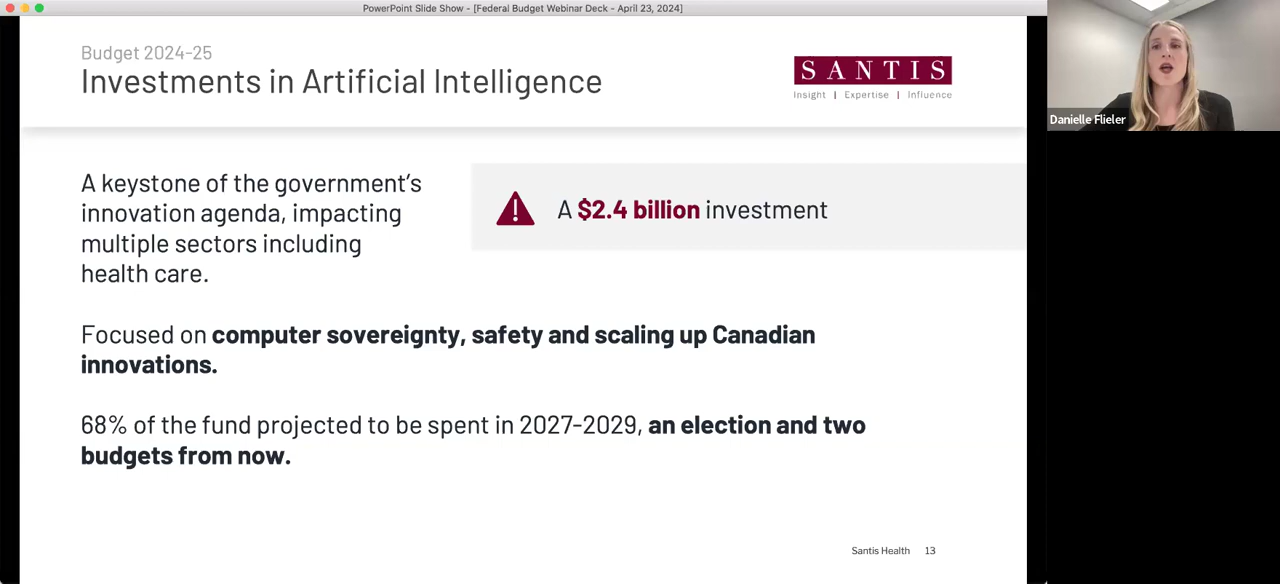 PowerPoint Slide Show - [Federal Budget Webinar Deck - April 23, 2024]
Budget 2024-25
Investments in Artificial Intelligence
SANTIS
Insight | Expertise | Influence
Danielle Flieler
A keystone of the government's
innovation agenda, impacting
multiple sectors including
health care.
A $2.4 billion investment
Focused on computer sovereignty, safety and scaling up Canadian
innovations.
68% of the fund projected to be spent in 2027-2029, an election and two
budgets from now.
Santis Health 13